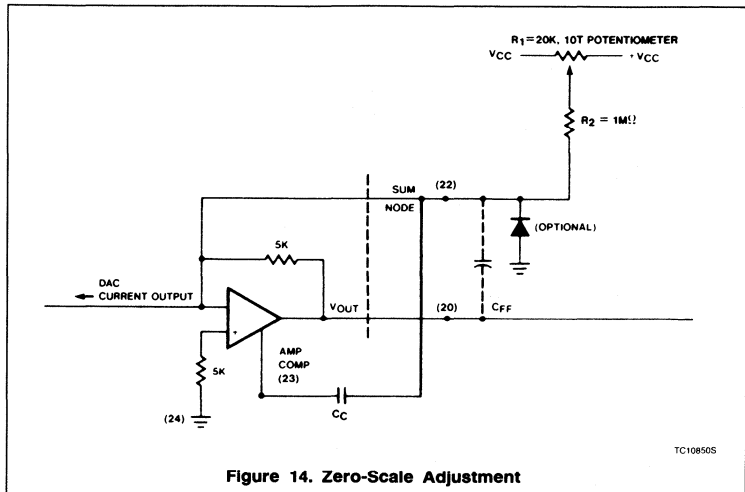 R1=20K, 10T POTENTIOMETER
VCC
+ VCC
R2 = 1MΩ
SUM
(22)
NODE
(OPTIONAL)
5K
DAC
CURRENT OUTPUT
VOUT
(20)
CFF
+
AMP
COMP
(23)
5K
(24)
CC
TC10850S
Figure 14. Zero-Scale Adjustment